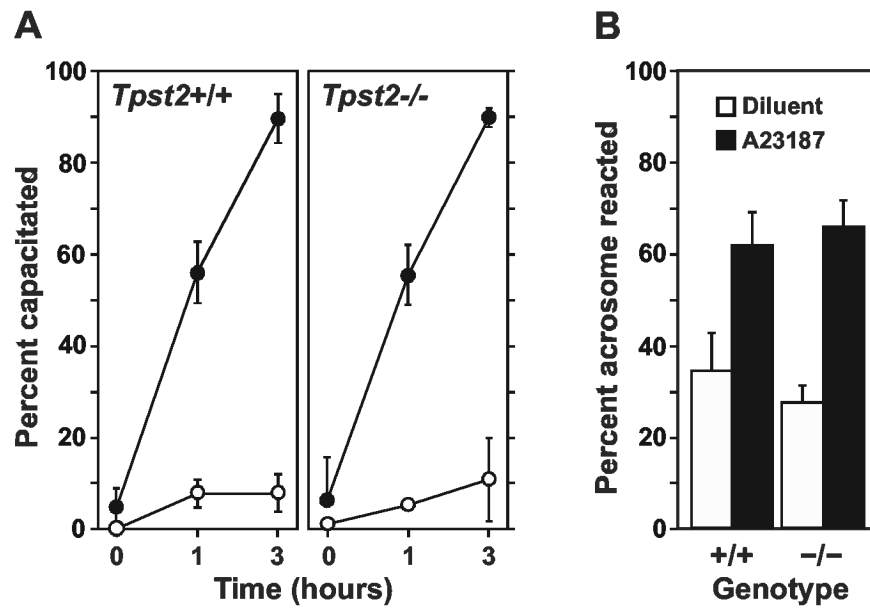 A
Percent capacitated
100
80
60
40
20
0
Tpst2+/+
Tpst2-/-
0 1 3
0 1 3
Time (hours)
B
Percent acrosome reacted
100
80
60
40
20
0
Diluent
A23187
+/+ −/−
Genotype